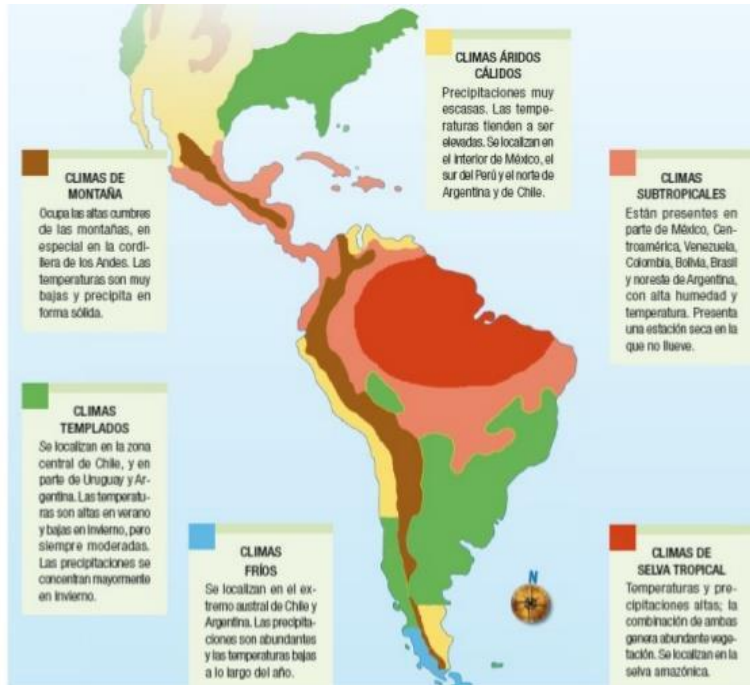 CLIMAS ÁRIDOS
CÁLIDOS
Precipitaciones muy
escasas. Las tempe-
raturas tienden a ser
elevadas. Se localizan en
el interior de México, el
sur del Perú y el norte de
Argentina y de Chile.
CLIMAS DE
MONTAÑA
Ocupa las altas cumbres
de las montañas, en
especial en la cordi-
llera de los Andes. Las
temperaturas son muy
bajas y precipita en
forma sólida.
CLIMAS
SUBTROPICALES
Están presentes en
parte de México, Cen-
troamérica, Venezuela,
Colombia, Bolivia, Brasil
y noreste de Argentina,
con alta humedad y
temperatura. Presenta
una estación seca en la
que no llueve.
CLIMAS
TEMPLADOS
Se localizan en la zona
central de Chile, y en
parte de Uruguay y Ar-
gentina. Las temperatu-
ras son altas en verano
y bajas en invierno, pero
siempre moderadas.
Las precipitaciones se
concentran mayormente
en invierno.
CLIMAS
FRÍOS
Se localizan en el ex-
tremo austral de Chile y
Argentina. Las precipita-
ciones son abundantes
y las temperaturas bajas
a lo largo del año.
N
CLIMAS DE
SELVA TROPICAL
Temperaturas y pre-
cipitaciones altas; la
combinación de ambas
genera abundante vege-
tación. Se localizan en la
selva amazónica.